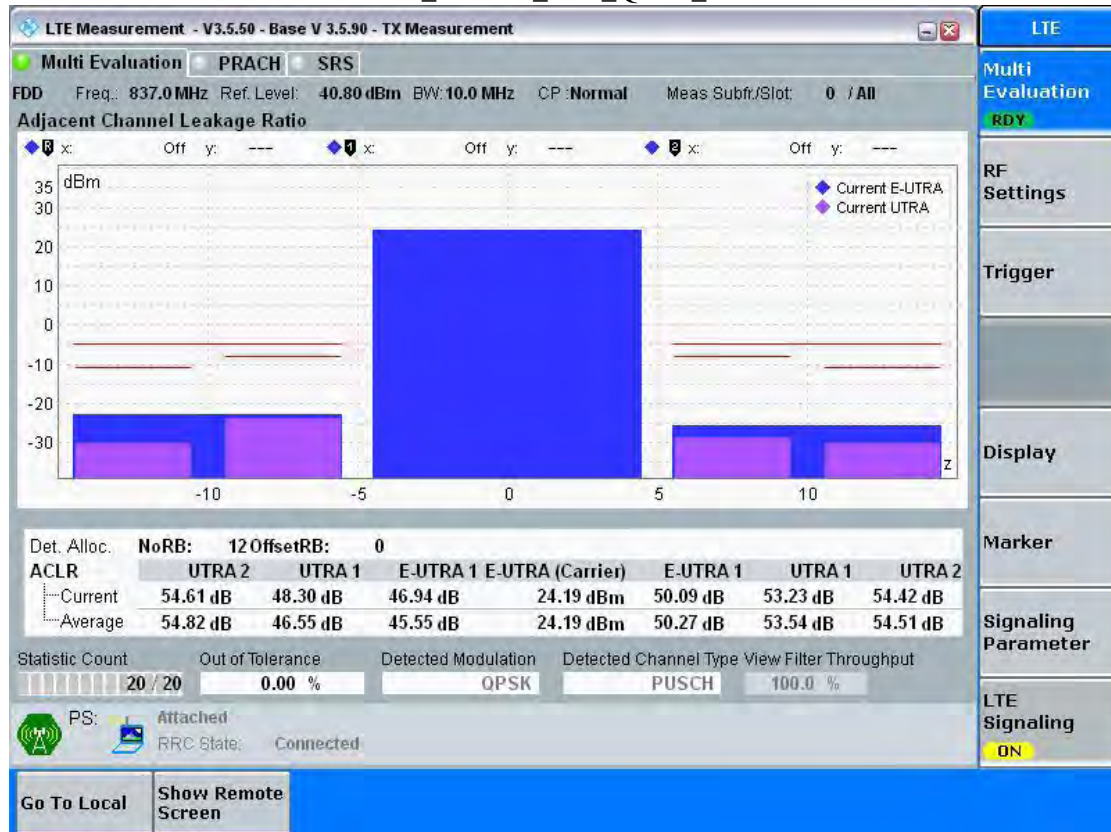 LTE Measurement - V3.5.50 - Base V 3.5.90 - TX Measurement
LTE
Multi Evaluation PRACH SRS
Multi Evaluation
RDY
FDD Freq.: 837.0 MHz Ref. Level: 40.80 dBm BW: 10.0 MHz CP :Normal Meas Subfr./Slot: 0 / All
Adjacent Channel Leakage Ratio
R x: Off y: --- 1 x: Off y: --- 2 x: Off y: ---
dBm
Current E-UTRA
Current UTRA
35
30
20
10
0
-10
-20
-30
z
-10 -5 0 5 10
RF Settings
Trigger
Display
Marker
Signaling Parameter
LTE Signaling
ON
Det. Alloc. NoRB: 12 OffsetRB: 0
ACLR UTRA 2 UTRA 1 E-UTRA 1 E-UTRA (Carrier) E-UTRA 1 UTRA 1 UTRA 2
Current 54.61 dB 48.30 dB 46.94 dB 24.19 dBm 50.09 dB 53.23 dB 54.42 dB
Average 54.82 dB 46.55 dB 45.55 dB 24.19 dBm 50.27 dB 53.54 dB 54.51 dB
Statistic Count Out of Tolerance Detected Modulation Detected Channel Type View Filter Throughput
20 / 20 0.00 % QPSK PUSCH 100.0 %
PS: Attached
RRC State: Connected
Go To Local
Show Remote Screen